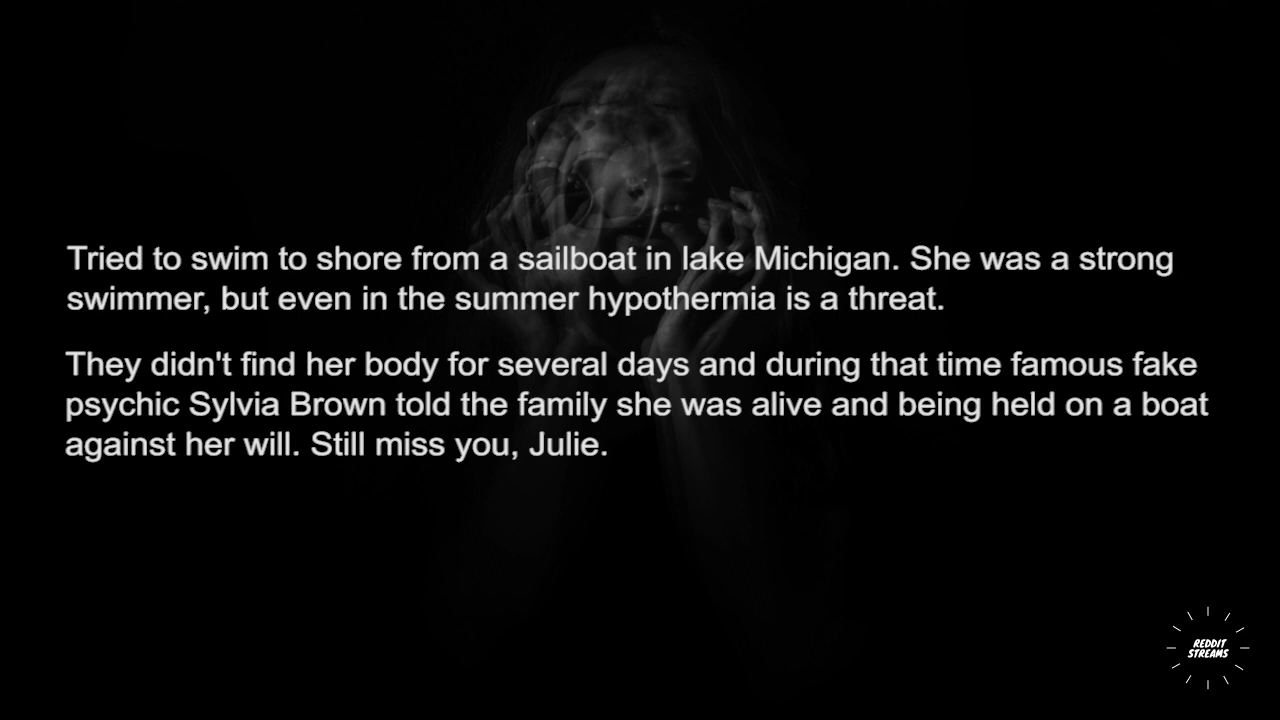 Tried to swim to shore from a sailboat in lake Michigan. She was a strong
swimmer, but even in the summer hypothermia is a threat.
They didn't find her body for several days and during that time famous fake
psychic Sylvia Brown told the family she was alive and being held on a boat
against her will. Still miss you, Julie.
REDDIT
STREAMS